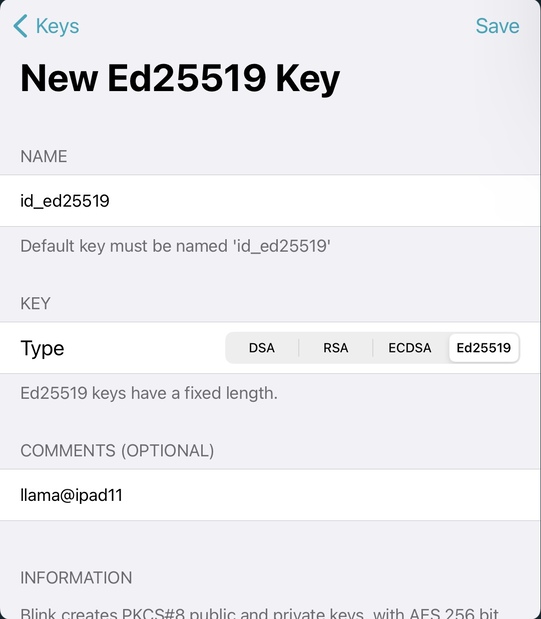 Keys
Save
New Ed25519 Key
NAME
id_ed25519
Default key must be named 'id_ed25519'
KEY
Type
DSA
RSA
ECDSA
Ed25519
Ed25519 keys have a fixed length.
COMMENTS (OPTIONAL)
llama@ipad11
INFORMATION
Blink creates PKCS#8 public and private keys, with AES 256 bit